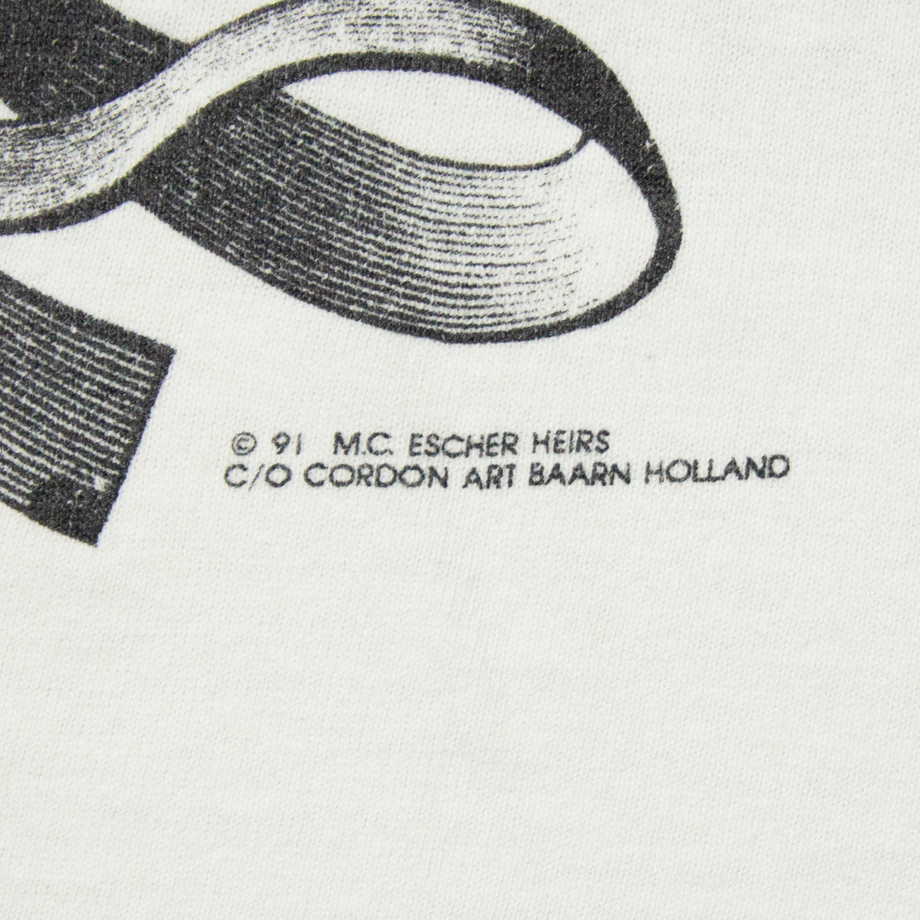 © 91 M.C. ESCHER HEIRS
C/O CORDON ART BAARN HOLLAND